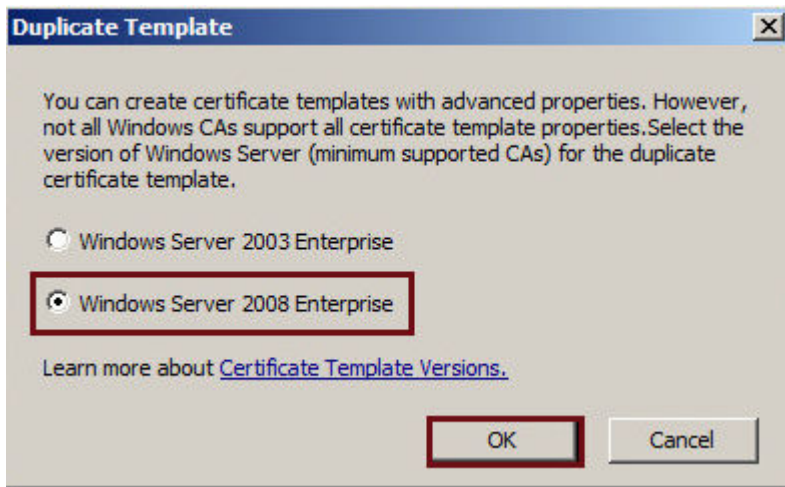 Duplicate Template
You can create certificate templates with advanced properties. However,
not all Windows CAs support all certificate template properties.Select the
version of Windows Server (minimum supported CAs) for the duplicate
certificate template.
Windows Server 2003 Enterprise
Windows Server 2008 Enterprise
Learn more about Certificate Template Versions.
OK Cancel